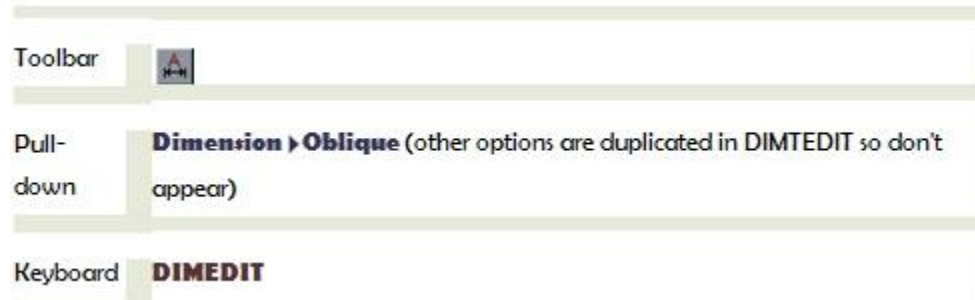 Toolbar
A
Pull- Dimension ▸ Oblique (other options are duplicated in DIMTEDIT so don't
down appear)
Keyboard DIMEDIT